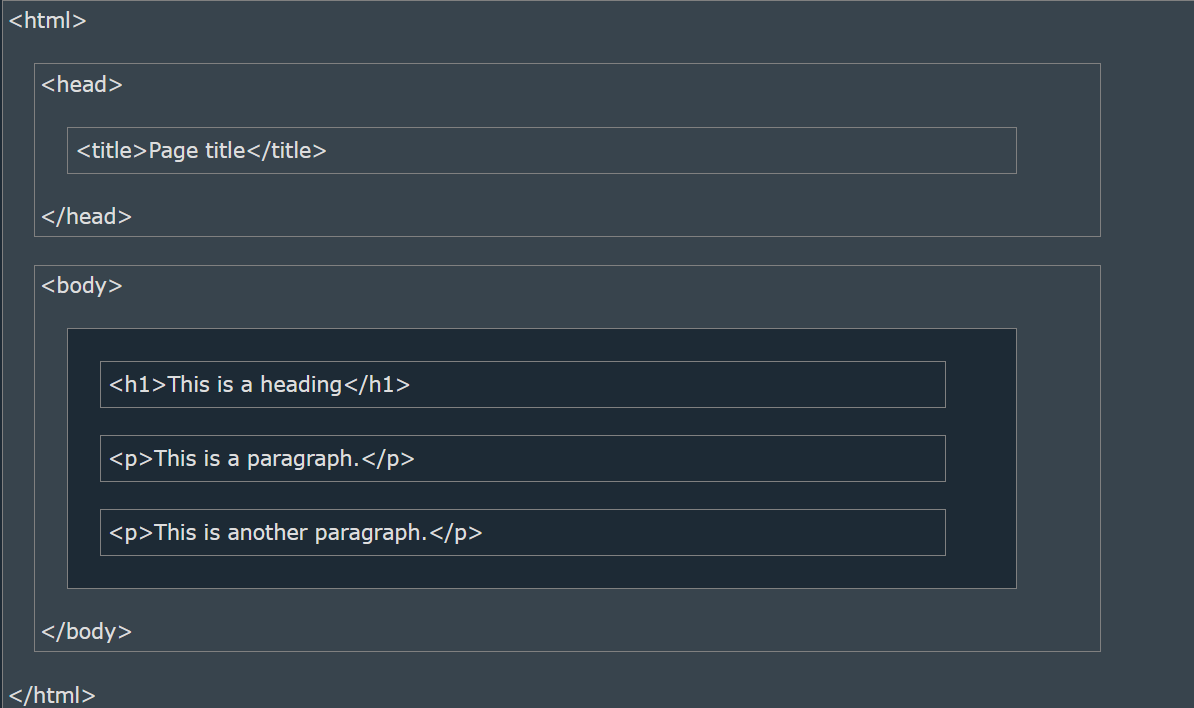 <html>
<head>
<title>Page title</title>
</head>
<body>
<h1>This is a heading</h1>
<p>This is a paragraph.</p>
<p>This is another paragraph.</p>
</body>
</html>